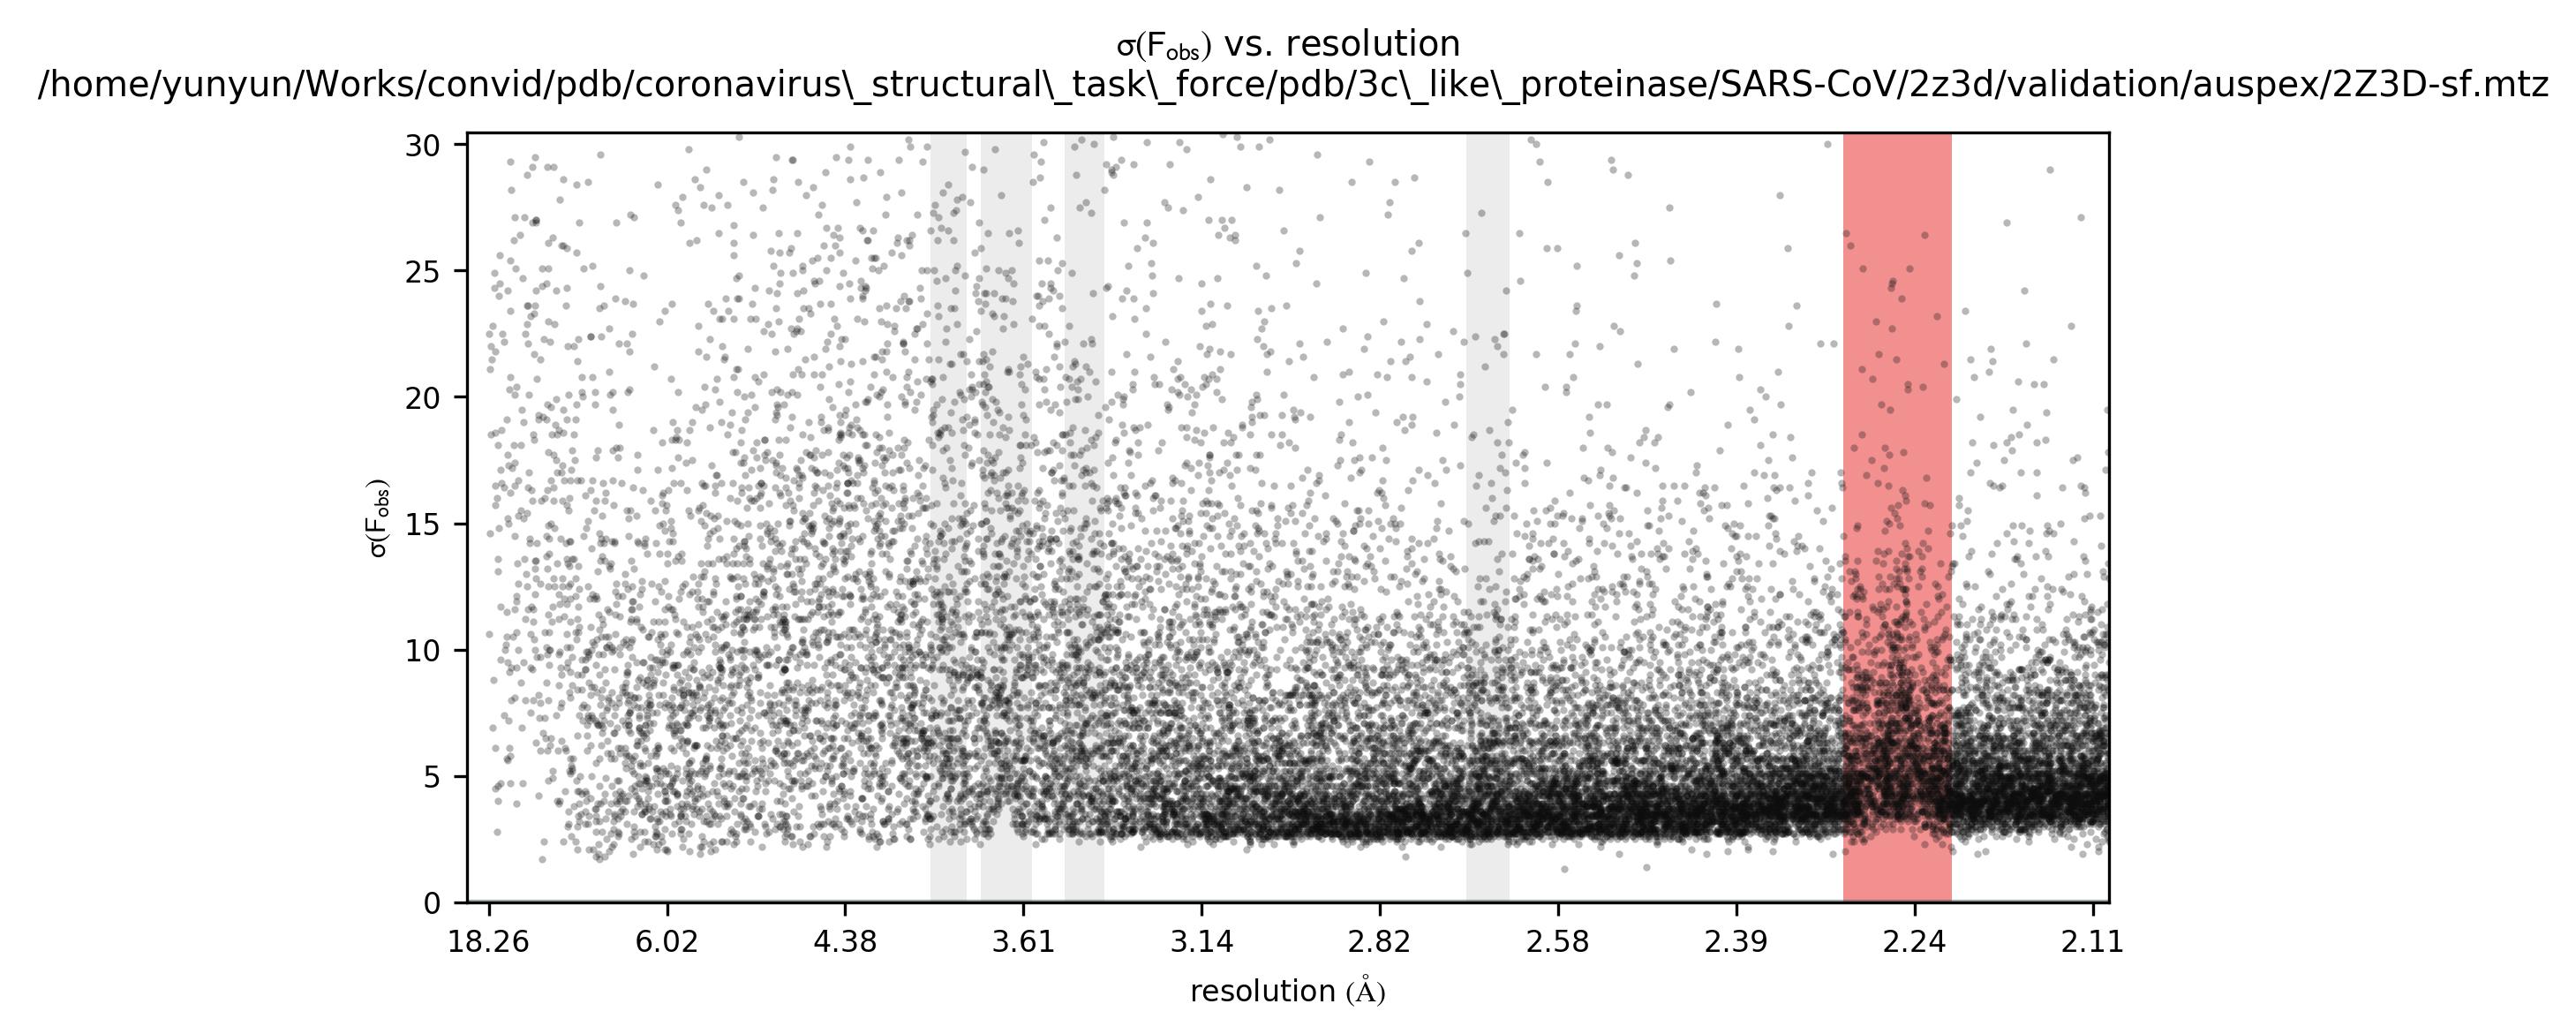 σ(Fobs) vs. resolution
/home/yunyun/Works/convid/pdb/coronavirus\_structural\_task\_force/pdb/3c\_like\_proteinase/SARS-CoV/2z3d/validation/auspex/2Z3D-sf.mtz
30
25
20
15
10
5
0
σ(Fobs)
18.26 6.02 4.38 3.61 3.14 2.82 2.58 2.39 2.24 2.11
resolution (Å)